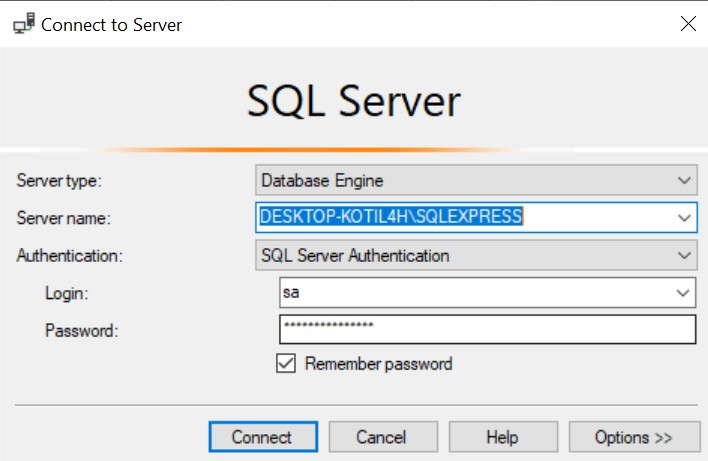 Connect to Server
SQL Server
Server type: Database Engine
Server name: DESKTOP-KOTIL4H\SQLEXPRESS
Authentication: SQL Server Authentication
Login: sa
Password: ***************
Remember password
Connect Cancel Help Options >>